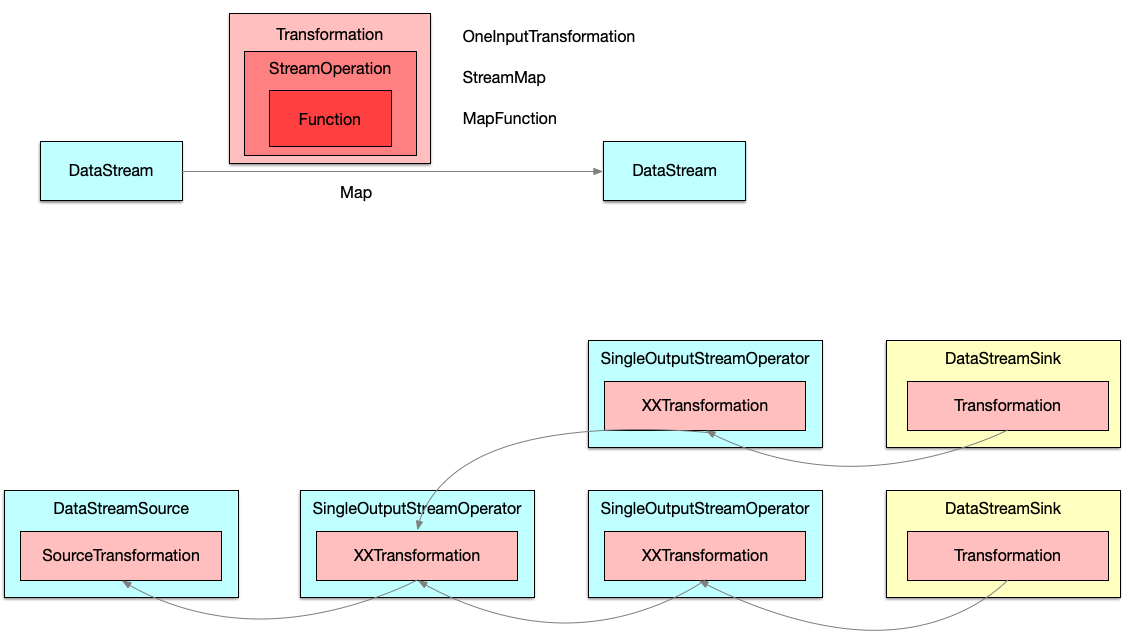 Transformation
OneInputTransformation
StreamOperation
StreamMap
Function
MapFunction
DataStream
DataStream
Map
SingleOutputStreamOperator
DataStreamSink
XXTransformation
Transformation
DataStreamSource
SingleOutputStreamOperator
SingleOutputStreamOperator
DataStreamSink
SourceTransformation
XXTransformation
XXTransformation
Transformation